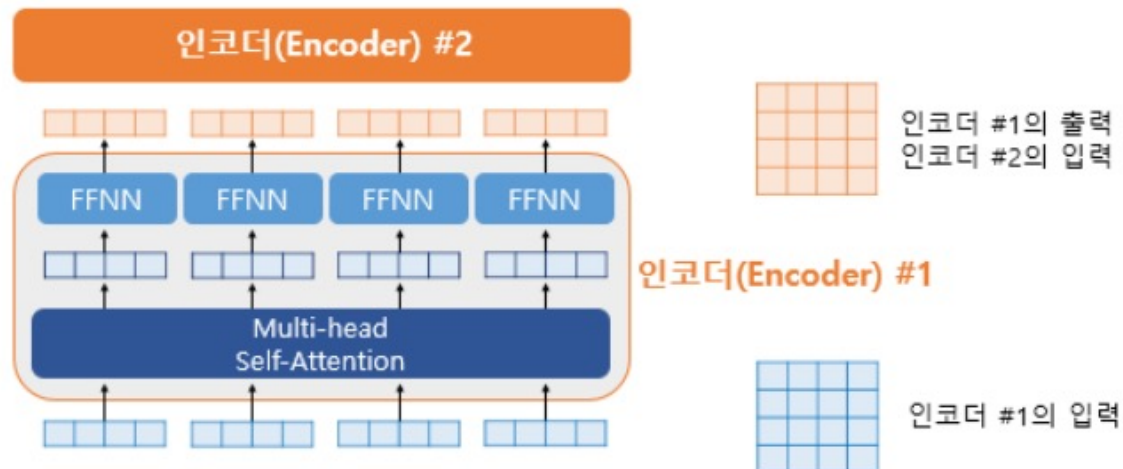 인코더(Encoder) #2
인코더 #1의 출력
인코더 #2의 입력
FFNN FFNN FFNN FFNN
인코더(Encoder) #1
Multi-head
Self-Attention
인코더 #1의 입력